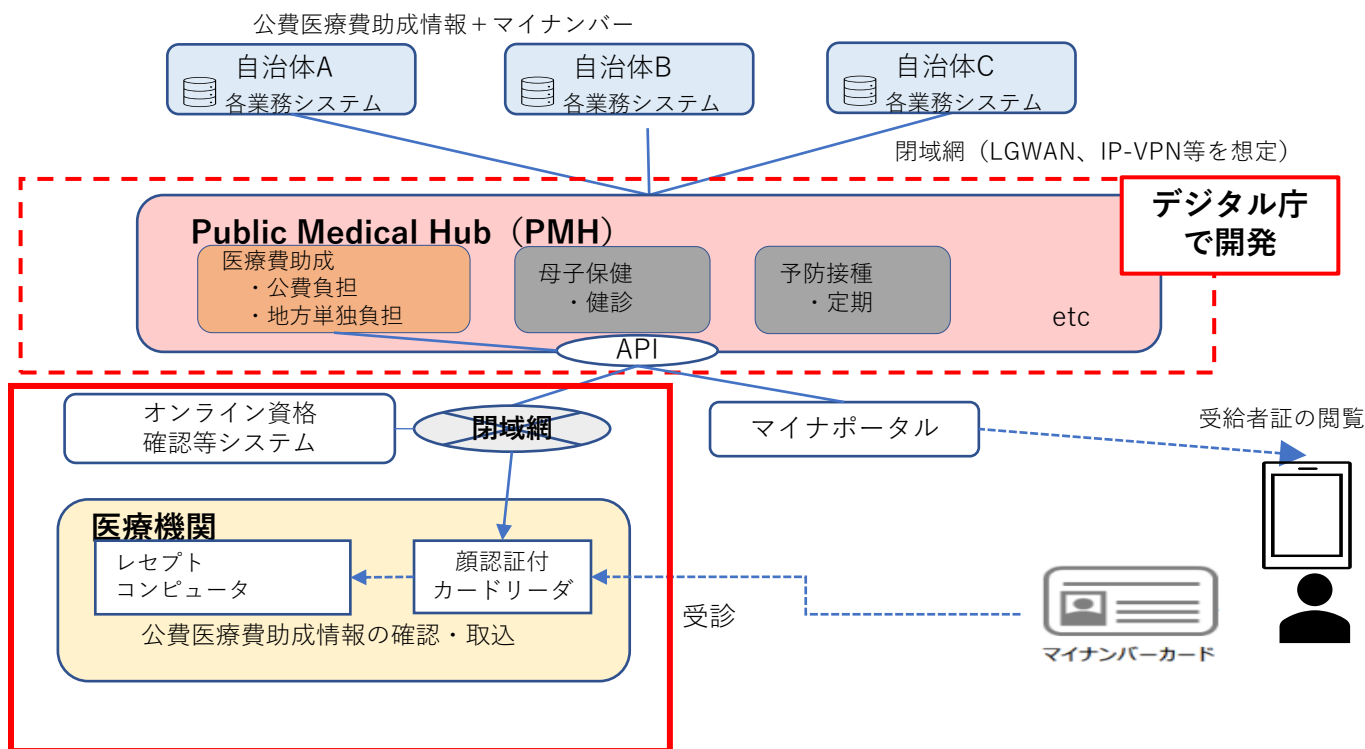 公費医療費助成情報＋マイナンバー
自治体A
各業務システム
自治体B
各業務システム
自治体C
各業務システム
閉域網（LGWAN、IP-VPN等を想定）
デジタル庁
で開発
Public Medical Hub（PMH）
医療費助成
・公費負担
・地方単独負担
母子保健
・健診
予防接種
・定期
etc
API
オンライン資格
確認等システム
閉域網
マイナポータル
受給者証の閲覧
医療機関
レセプト
コンピュータ
顔認証付
カードリーダ
公費医療費助成情報の確認・取込
受診
マイナンバーカード